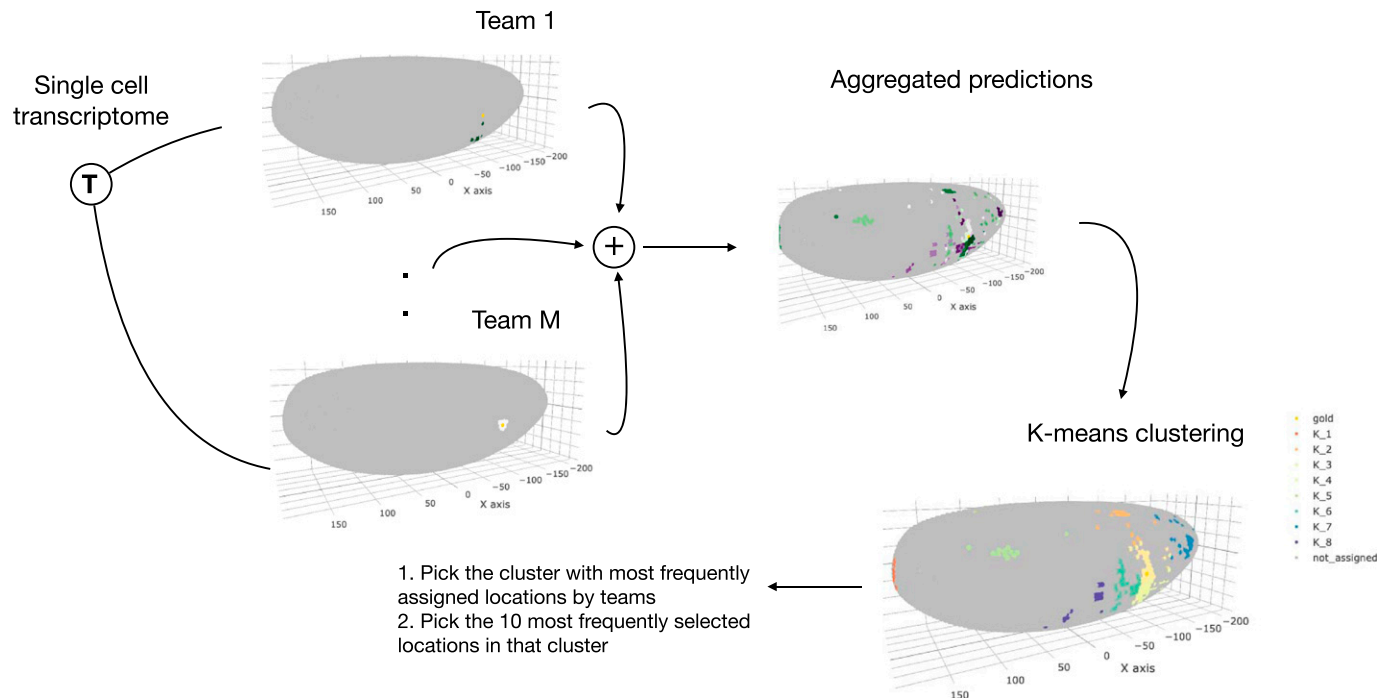 Team 1
Single cell
transcriptome
T
150
100
50
0
−50
−100
−150
−200
X axis
Aggregated predictions
+
150
100
50
0
−50
−100
−150
−200
X axis
Team M
150
100
50
0
−50
−100
−150
−200
X axis
K-means clustering
gold
K_1
K_2
K_3
K_4
K_5
K_6
K_7
K_8
not_assigned
150
100
50
0
−50
−100
−150
−200
X axis
1. Pick the cluster with most frequently
assigned locations by teams
2. Pick the 10 most frequently selected
locations in that cluster